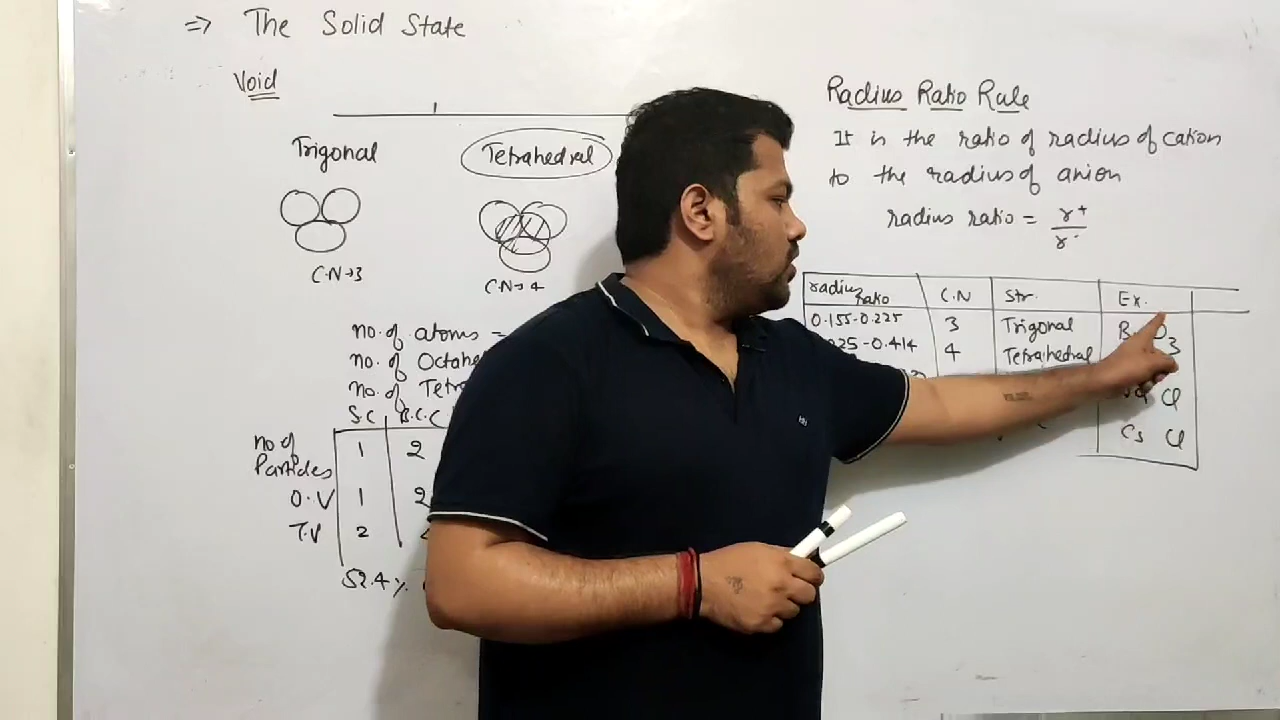 => The Solid State
Void
Trigonal
Tetrahedral
C.N→3
C.N→4
no. of atoms =
no. of Octahe
no. of Tetr
S.C B.C.C
no of Particles 1 2
O.V 1 2
T.V 2
52.4 %
Radius Ratio Rule
It is the ratio of radius of cation
to the radius of anion
radius ratio = r+
r-
radius ratio C.N Str. Ex.
0.155-0.225 3 Trigonal
025-0.414 4 Tetrahedral
Cl
Cs Cl